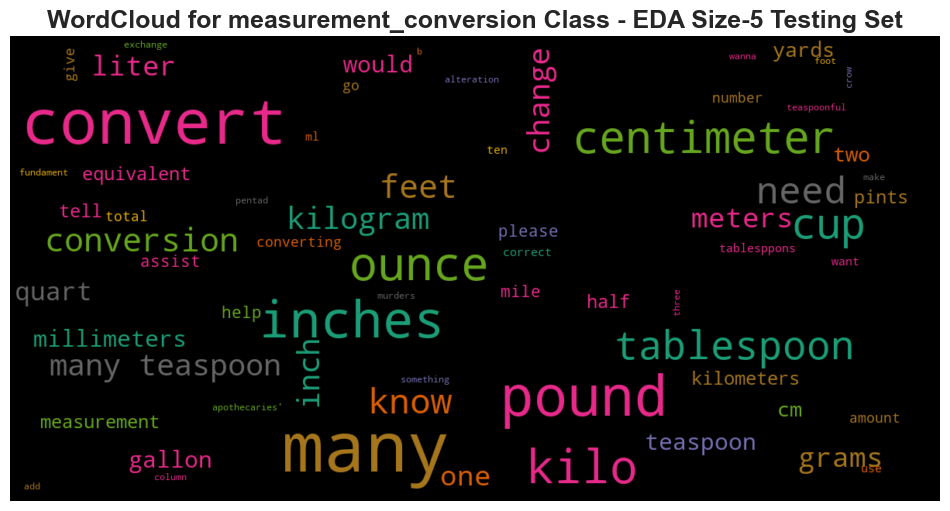 WordCloud for measurement_conversion Class - EDA Size-5 Testing Set
exchange
give
liter
would
b
go
alteration
change
wanna
yards
foot
crow
number
teaspoonful
convert
ml
ten
centimeter
two
fundament
equivalent
feet
pentad
need
make
pints
tell
total
kilogram
meters
cup
conversion
converting
please
correct
tablesppons
want
assist
ounce
quart
murders
mile
half
three
help
inches
millimeters
many teaspoon
inch
tablespoon
something
know
pound
kilometers
apothecaries'
measurement
cm
amount
many
teaspoon
gallon
column
one
kilo
grams
use
add